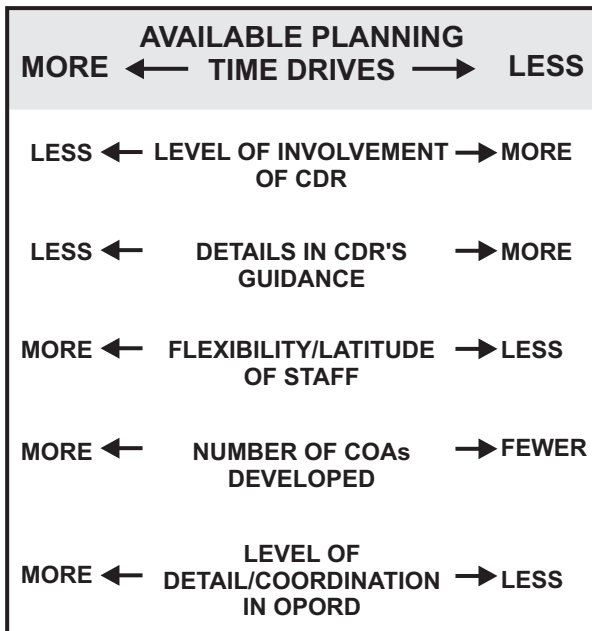 AVAILABLE PLANNING
MORE ← TIME DRIVES → LESS
LESS ← LEVEL OF INVOLVEMENT → MORE
OF CDR
LESS ← DETAILS IN CDR'S → MORE
GUIDANCE
MORE ← FLEXIBILITY/LATITUDE → LESS
OF STAFF
MORE ← NUMBER OF COAs → FEWER
DEVELOPED
LEVEL OF
MORE ← DETAIL/COORDINATION → LESS
IN OPORD